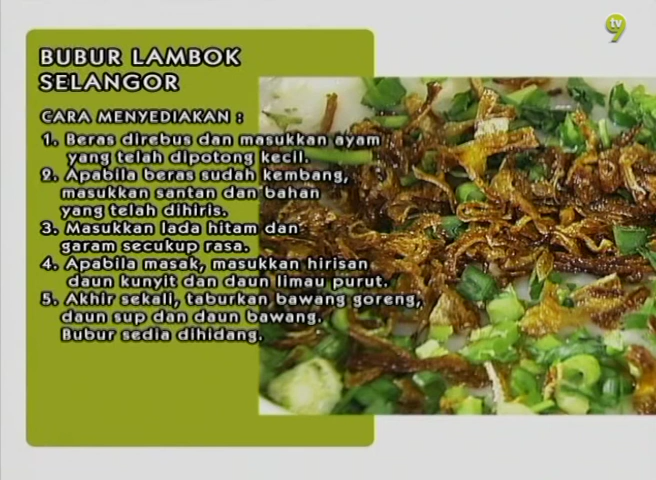 tv9
BUBUR LAMBOK
SELANGOR
CARA MENYEDIAKAN :
1. Beras direbus dan masukkan ayam
yang telah dipotong kecil.
2. Apabila beras sudah kembang,
masukkan santan dan bahan
yang telah dihiris.
3. Masukkan lada hitam dan
garam secukup rasa.
4. Apabila masak, masukkan hirisan
daun kunyit dan daun limau purut.
5. Akhir sekali, taburkan bawang goreng,
daun sup dan daun bawang.
Bubur sedia dihidang.